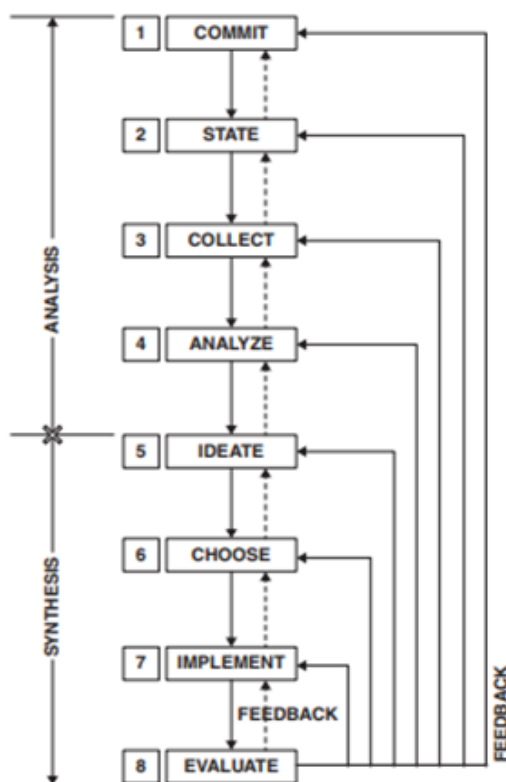 1 COMMIT
2 STATE
3 COLLECT
4 ANALYZE
5 IDEATE
6 CHOOSE
7 IMPLEMENT
FEEDBACK
8 EVALUATE
ANALYSIS
SYNTHESIS
FEEDBACK